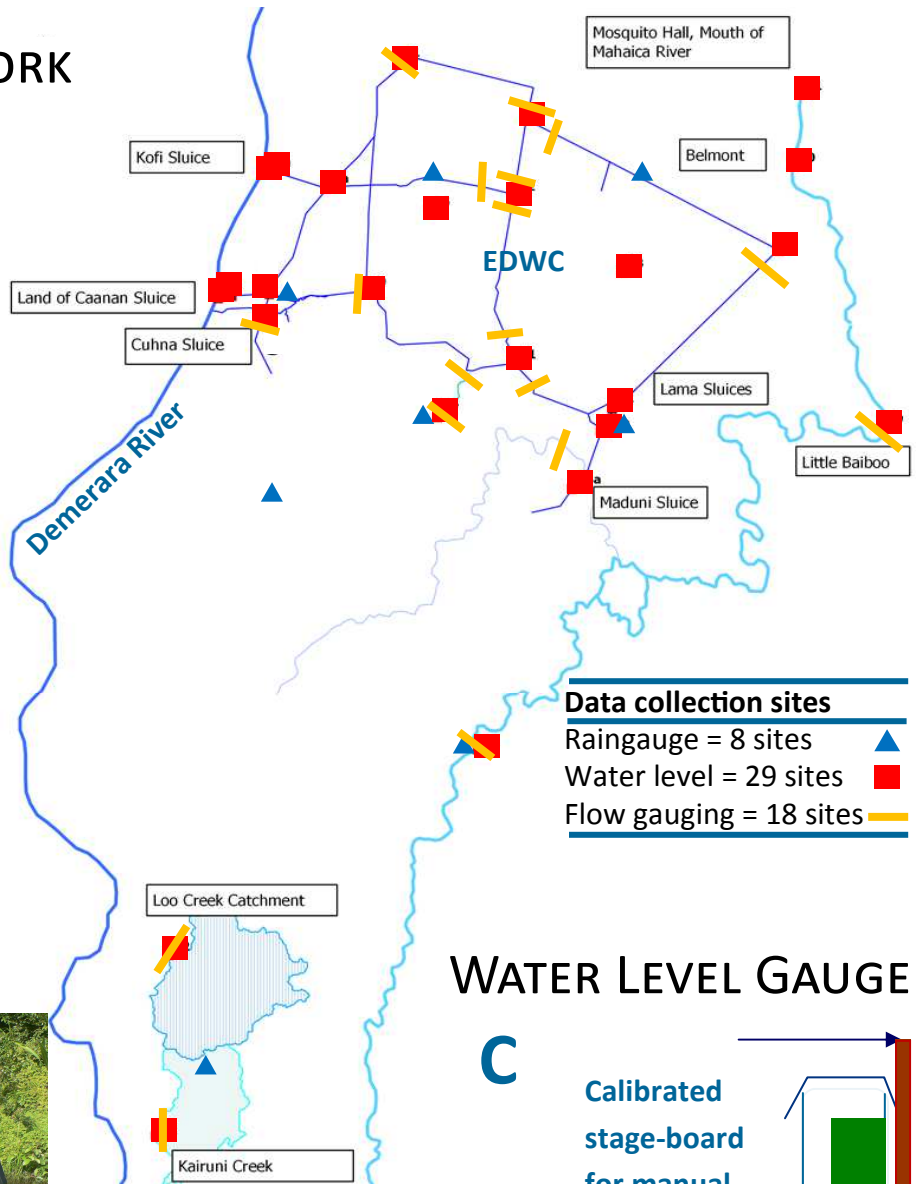 ORK
Mosquito Hall, Mouth of
Mahaica River
Kofi Sluice
Belmont
EDWC
Land of Caanan Sluice
Cuhna Sluice
Lama Sluices
Demerara River
Little Baiboo
Maduni Sluice
Data collection sites
Raingauge = 8 sites
Water level = 29 sites
Flow gauging = 18 sites
Loo Creek Catchment
WATER LEVEL GAUGE
C
Calibrated
stage-board
for manual
Kairuni Creek